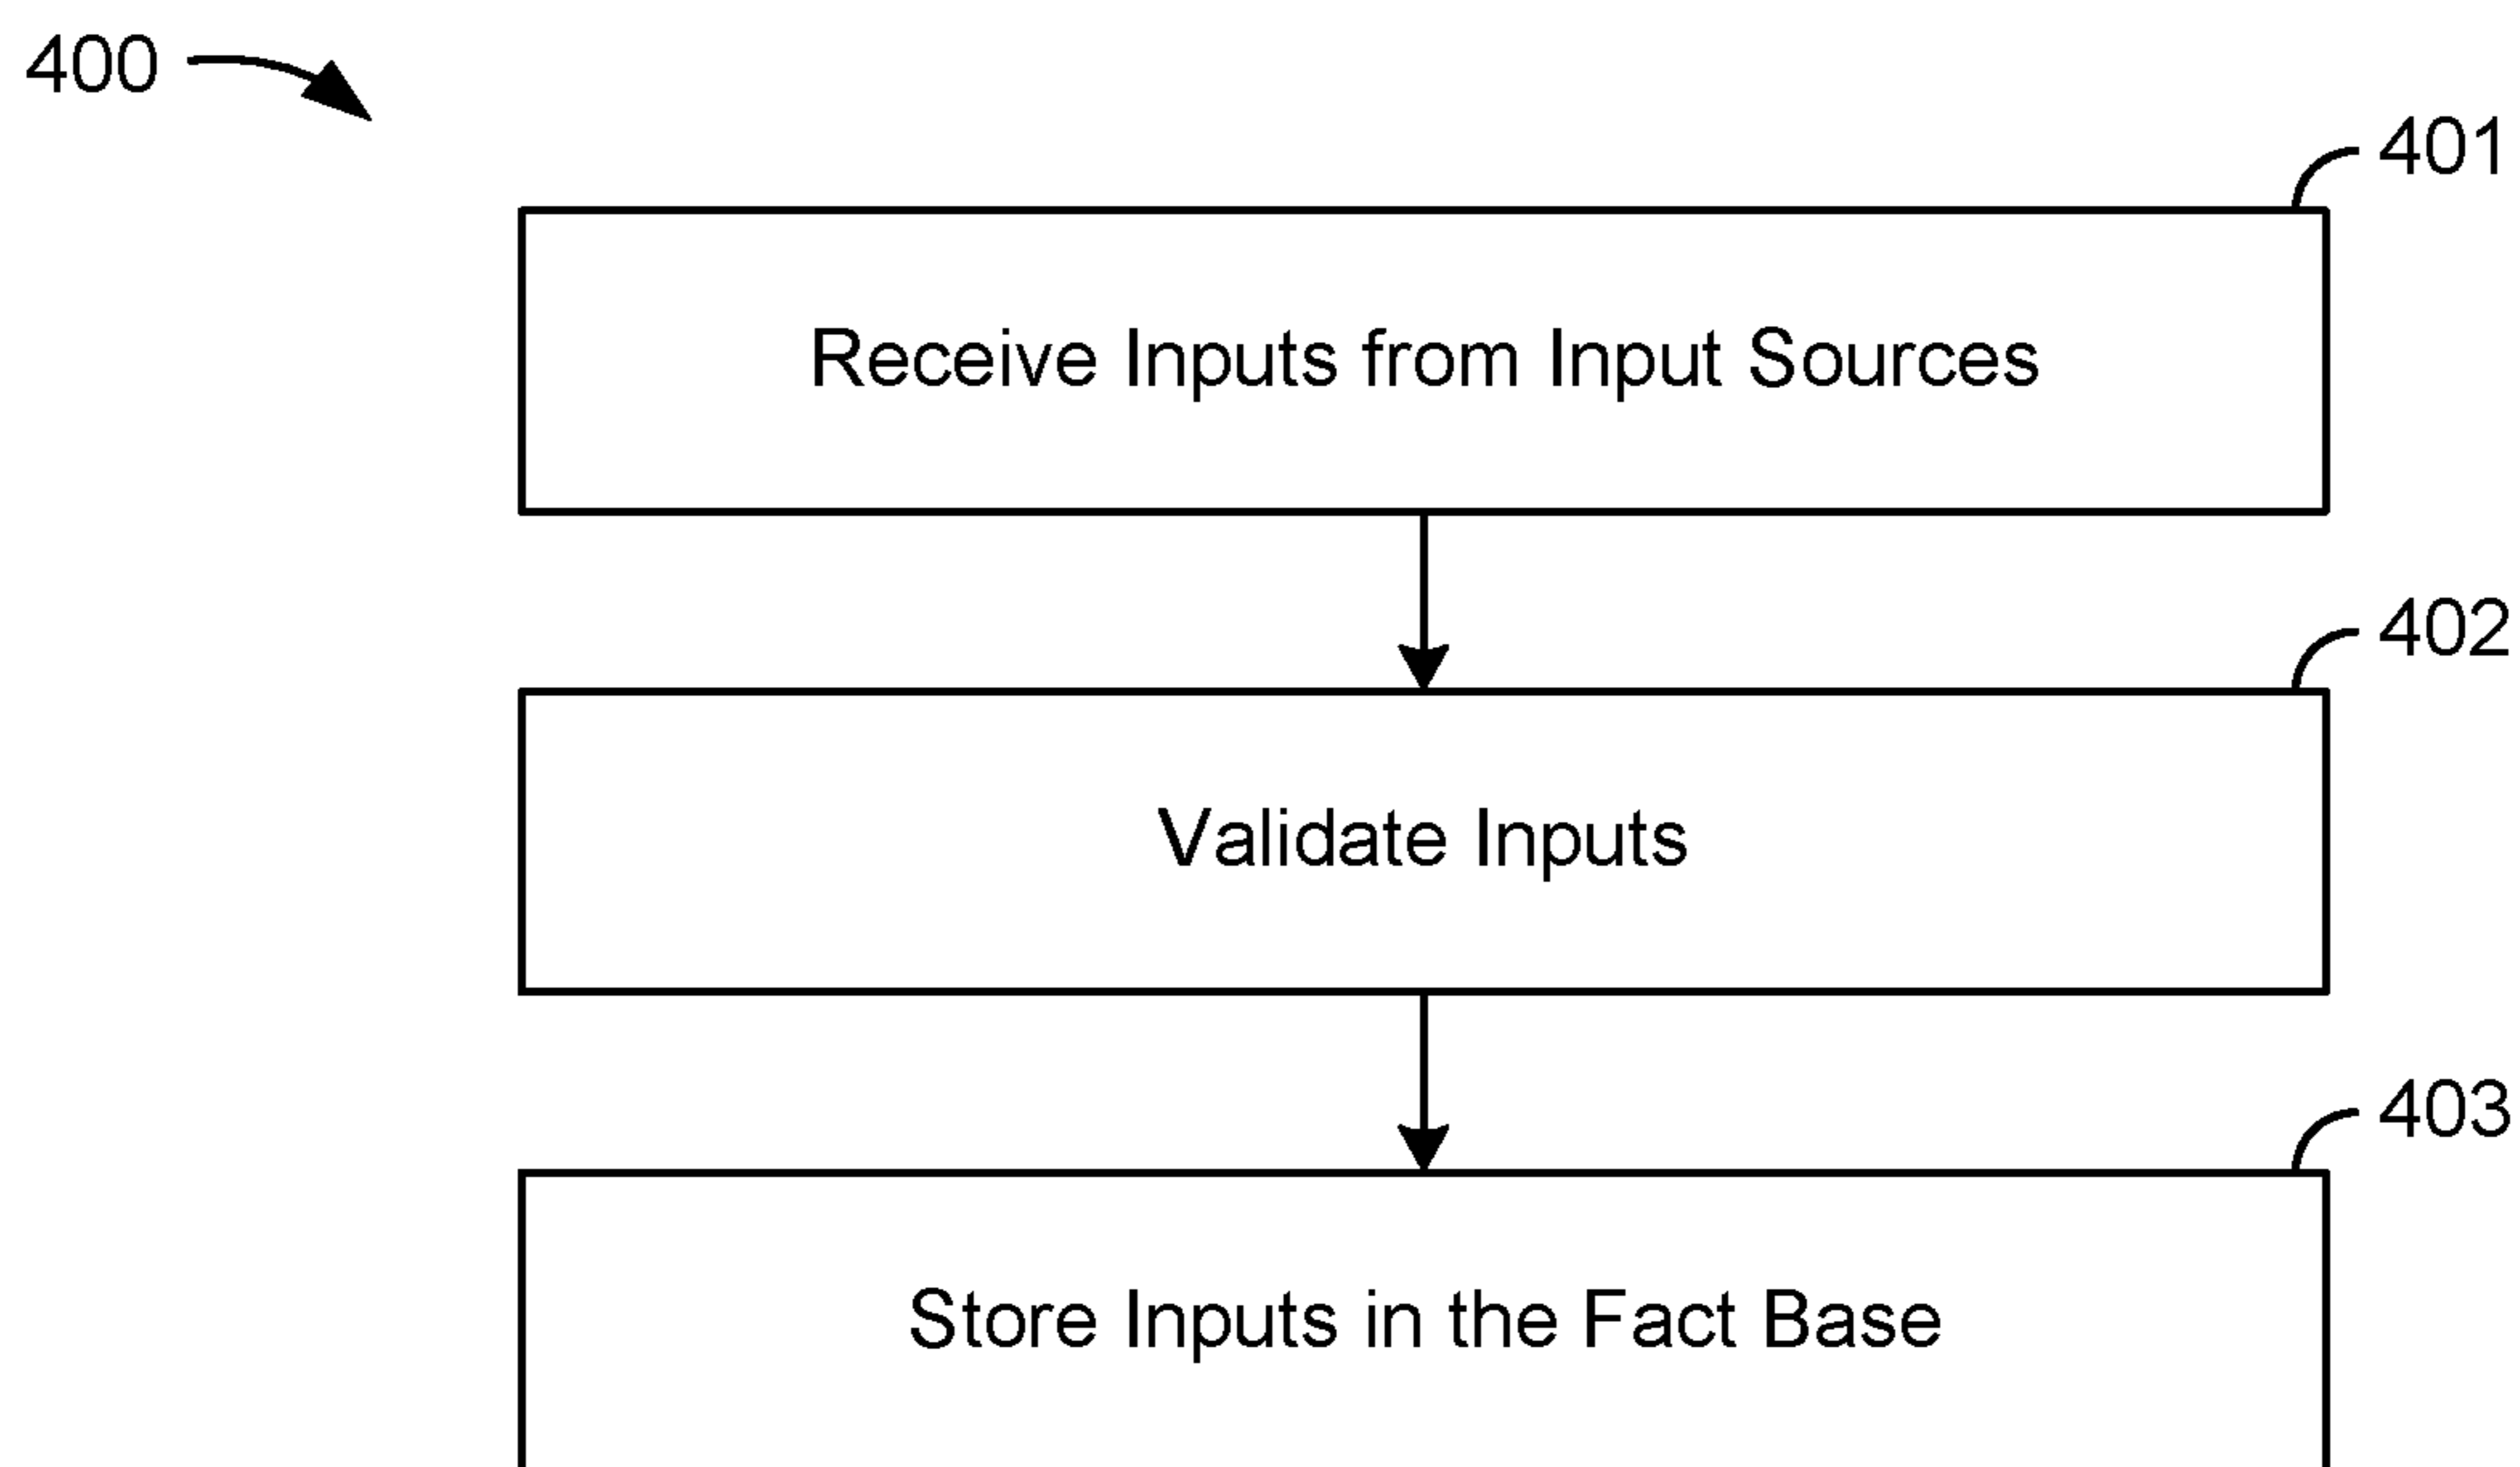 400
401
Receive Inputs from Input Sources
402
Validate Inputs
403
Store Inputs in the Fact Base